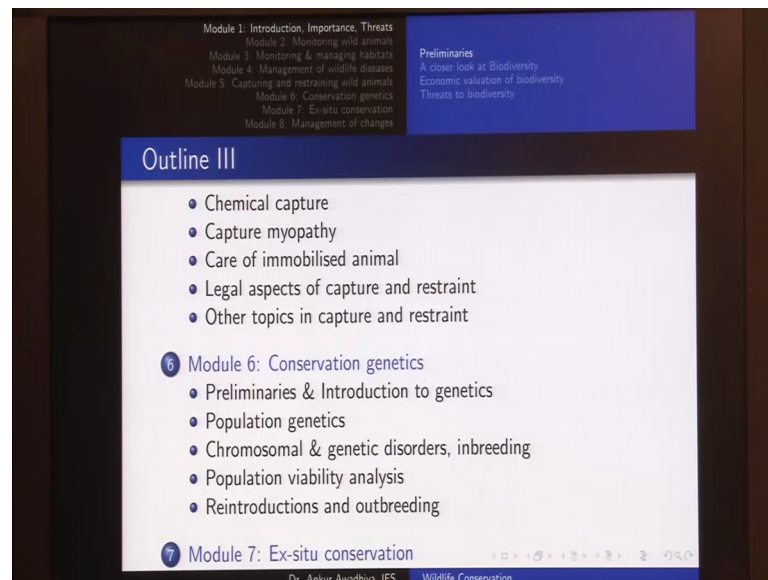 Module 1: Introduction, Importance, Threats
Module 2: Monitoring wild animals
Module 3: Monitoring & managing habitats
Module 4: Management of wildlife diseases
Module 5: Capturing and restraining wild animals
Module 6: Conservation genetics
Module 7: Ex-situ conservation
Module 8: Management of changes
Preliminaries
A closer look at Biodiversity
Economic valuation of biodiversity
Threats to biodiversity
Outline III
Chemical capture
Capture myopathy
Care of immobilised animal
Legal aspects of capture and restraint
Other topics in capture and restraint
6 Module 6: Conservation genetics
Preliminaries & Introduction to genetics
Population genetics
Chromosomal & genetic disorders, inbreeding
Population viability analysis
Reintroductions and outbreeding
7 Module 7: Ex-situ conservation
Dr. Ankur Awadhiya, IFS Wildlife Conservation